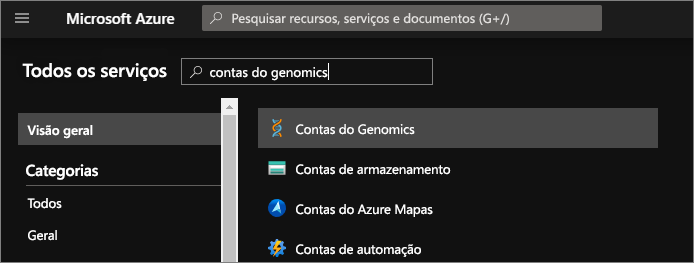 Microsoft Azure
Pesquisar recursos, serviços e documentos (G+/)
Todos os serviços
contas do genomics
Visão geral
Categorias
Todos
Geral
Contas do Genomics
Contas de armazenamento
Contas do Azure Mapas
Contas de automação